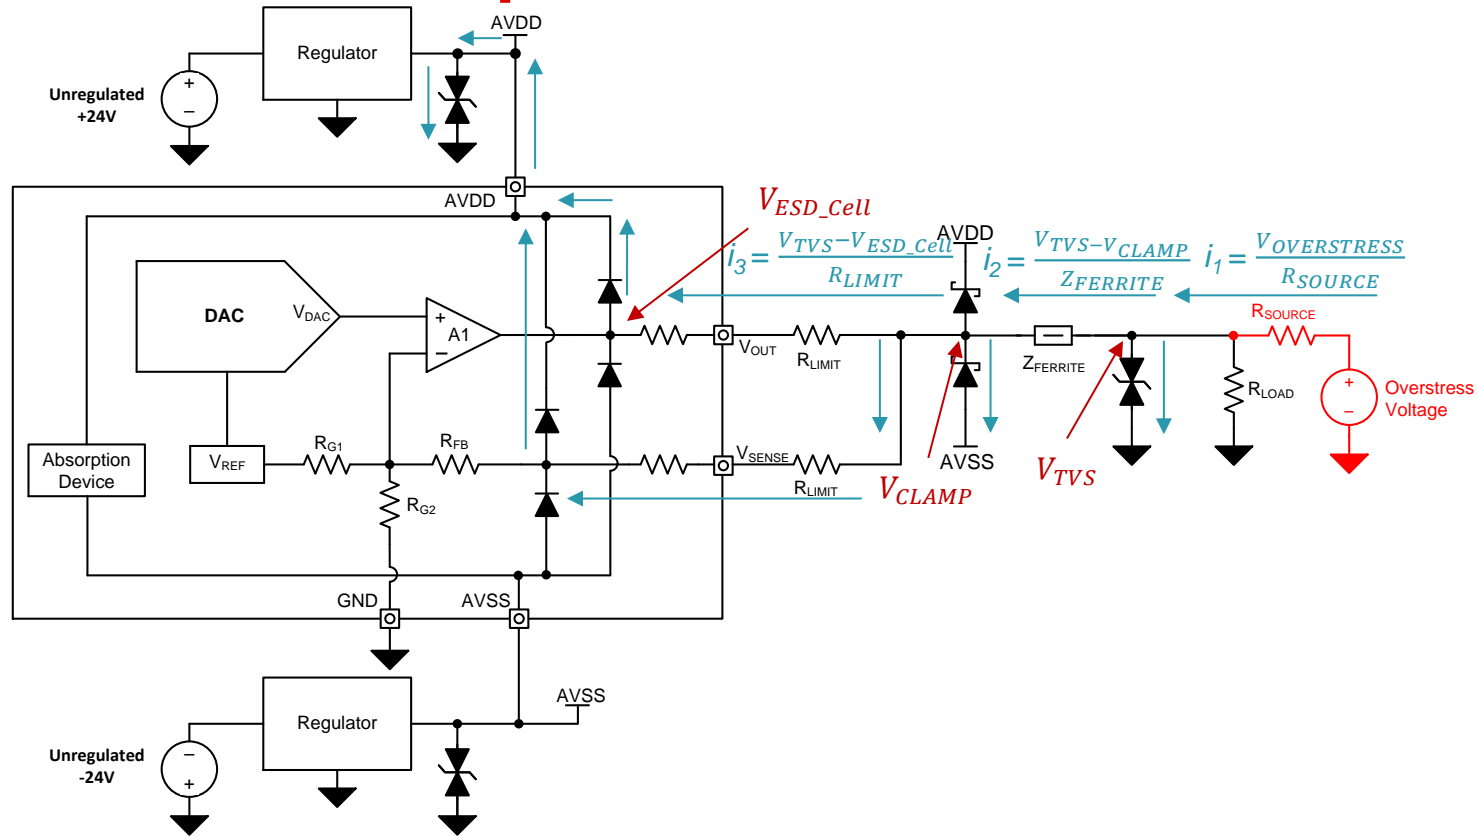 AVDD
Regulator
+
−
Unregulated
+24V
AVDD
V_ESD_Cell
AVDD
i₃ = (V_TVS−V_ESD_Cell)/R_LIMIT
i₂ = (V_TVS−V_CLAMP)/Z_FERRITE
i₁ = V_OVERSTRESS/R_SOURCE
DAC
V_DAC
+
−
A1
V_OUT
R_LIMIT
Z_FERRITE
R_SOURCE
R_LOAD
+
−
Overstress
Voltage
Absorption
Device
V_REF
R_G1
R_FB
R_G2
V_SENSE
R_LIMIT
V_CLAMP
AVSS
V_TVS
GND
AVSS
Regulator
AVSS
Unregulated
-24V
−
+